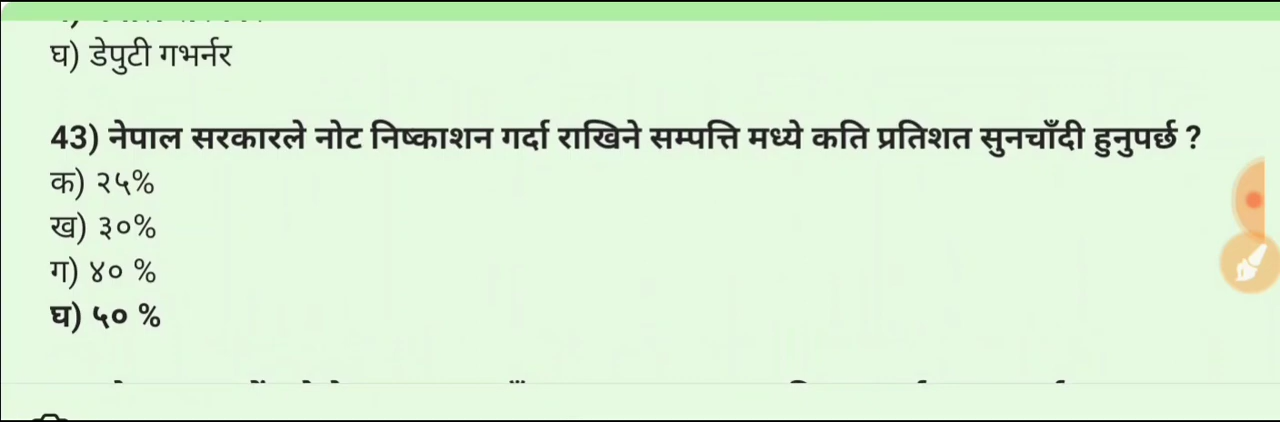 घ) डेपुटी गभर्नर
43) नेपाल सरकारले नोट निष्काशन गर्दा राखिने सम्पत्ति मध्ये कति प्रतिशत सुनचाँदी हुनुपर्छ ?
क) २५%
ख) ३०%
ग) ४० %
घ) ५० %